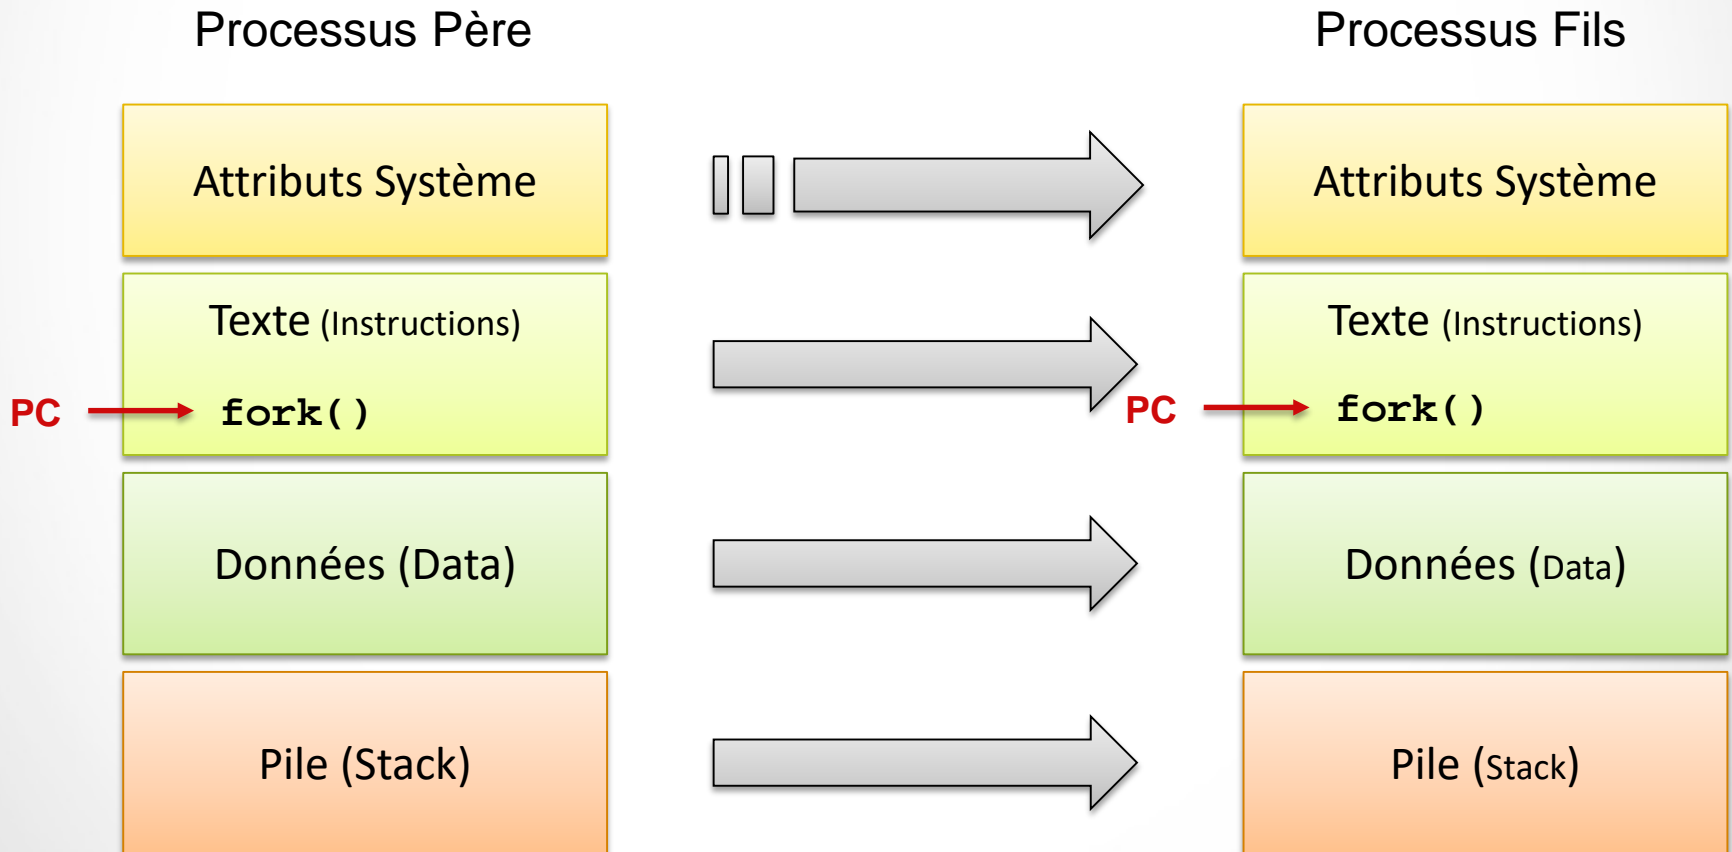 Processus Père
Processus Fils
Attributs Système
Attributs Système
Texte (Instructions)
Texte (Instructions)
PC
fork()
PC
fork()
Données (Data)
Données (Data)
Pile (Stack)
Pile (Stack)